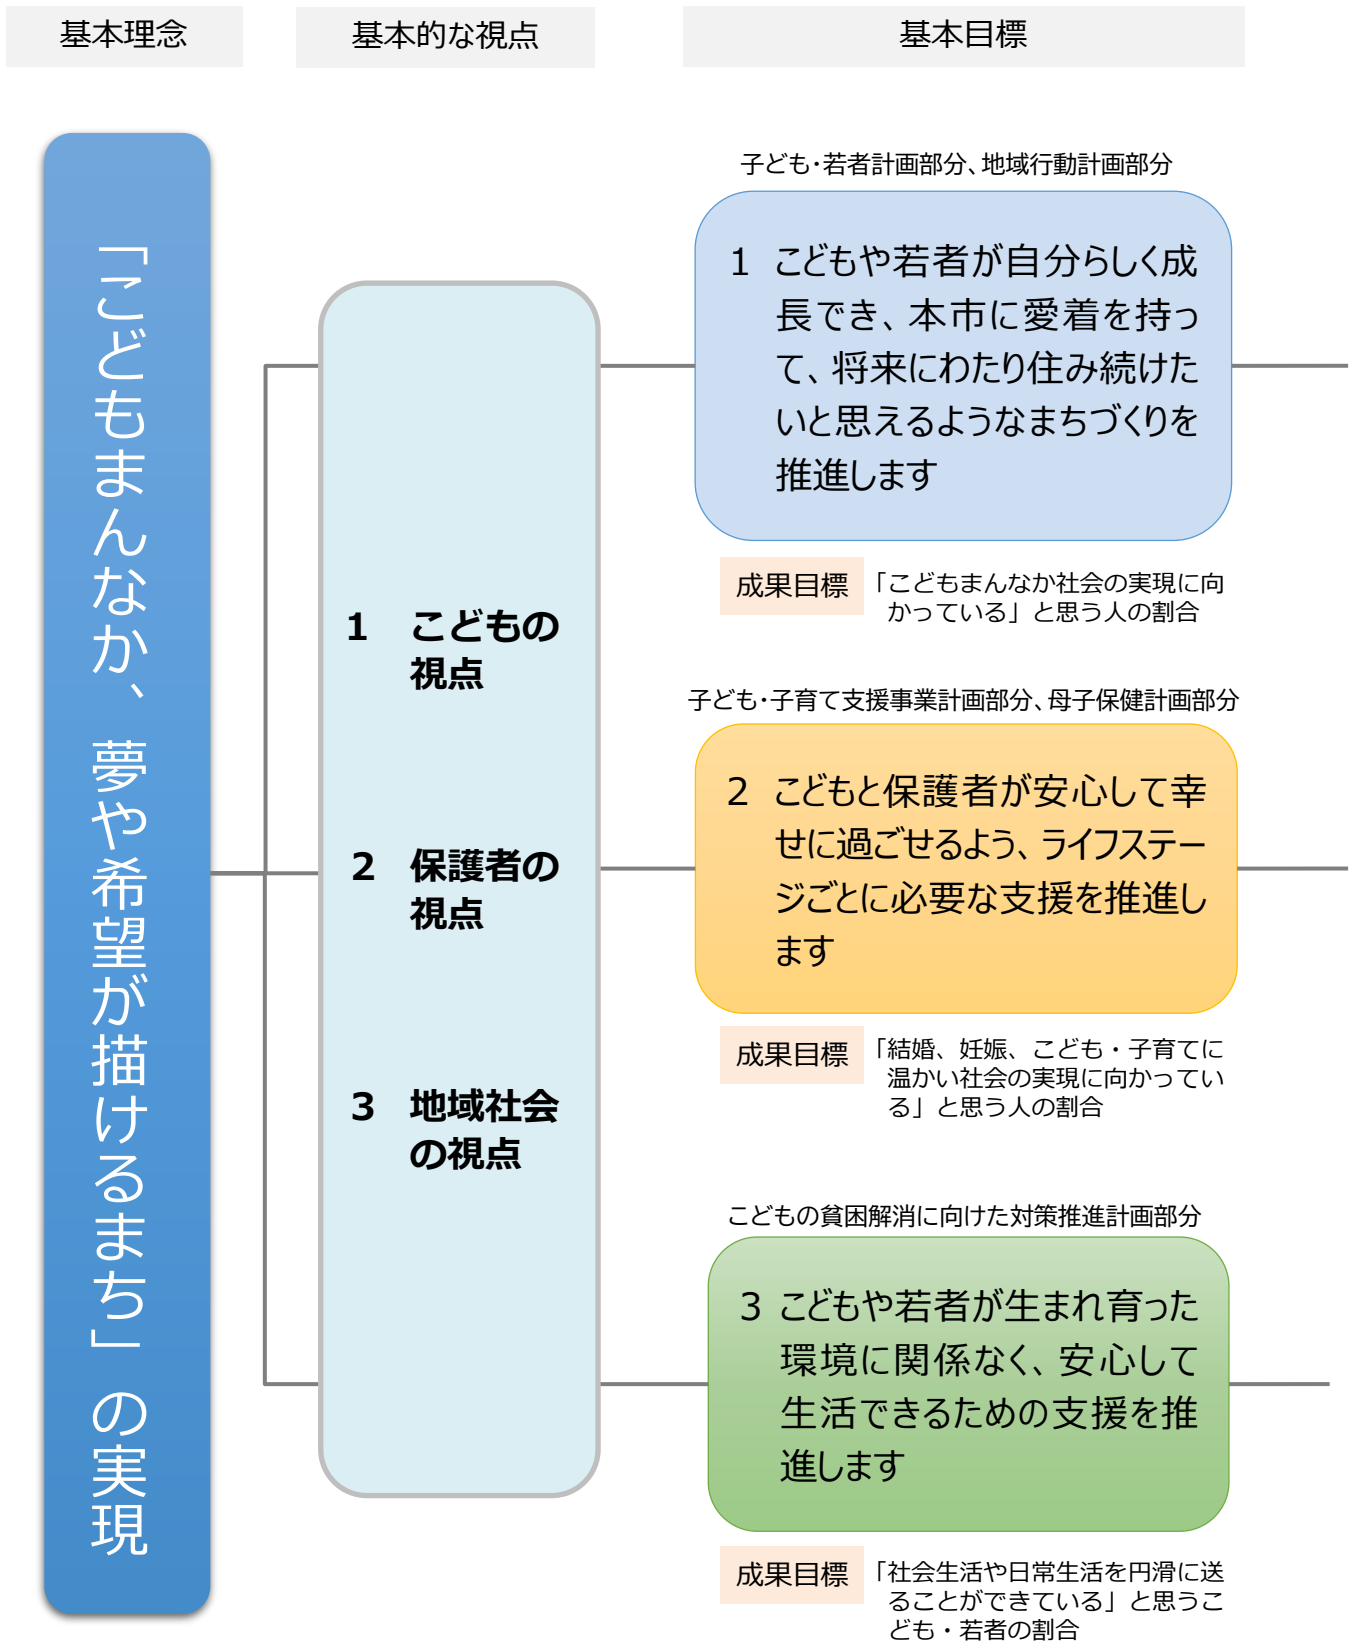 基本理念
基本的な視点
基本目標
「こどもまんなか、夢や希望が描けるまち」の実現
1 こどもの
視点
2 保護者の
視点
3 地域社会
の視点
子ども・若者計画部分、地域行動計画部分
1 こどもや若者が自分らしく成
長でき、本市に愛着を持っ
て、将来にわたり住み続けた
いと思えるようなまちづくりを
推進します
成果目標
「こどもまんなか社会の実現に向
かっている」と思う人の割合
子ども・子育て支援事業計画部分、母子保健計画部分
2 こどもと保護者が安心して幸
せに過ごせるよう、ライフステー
ジごとに必要な支援を推進し
ます
成果目標
「結婚、妊娠、こども・子育てに
温かい社会の実現に向かってい
る」と思う人の割合
こどもの貧困解消に向けた対策推進計画部分
3 こどもや若者が生まれ育った
環境に関係なく、安心して
生活できるための支援を推
進します
成果目標
「社会生活や日常生活を円滑に送
ることができている」と思うこ
ども・若者の割合